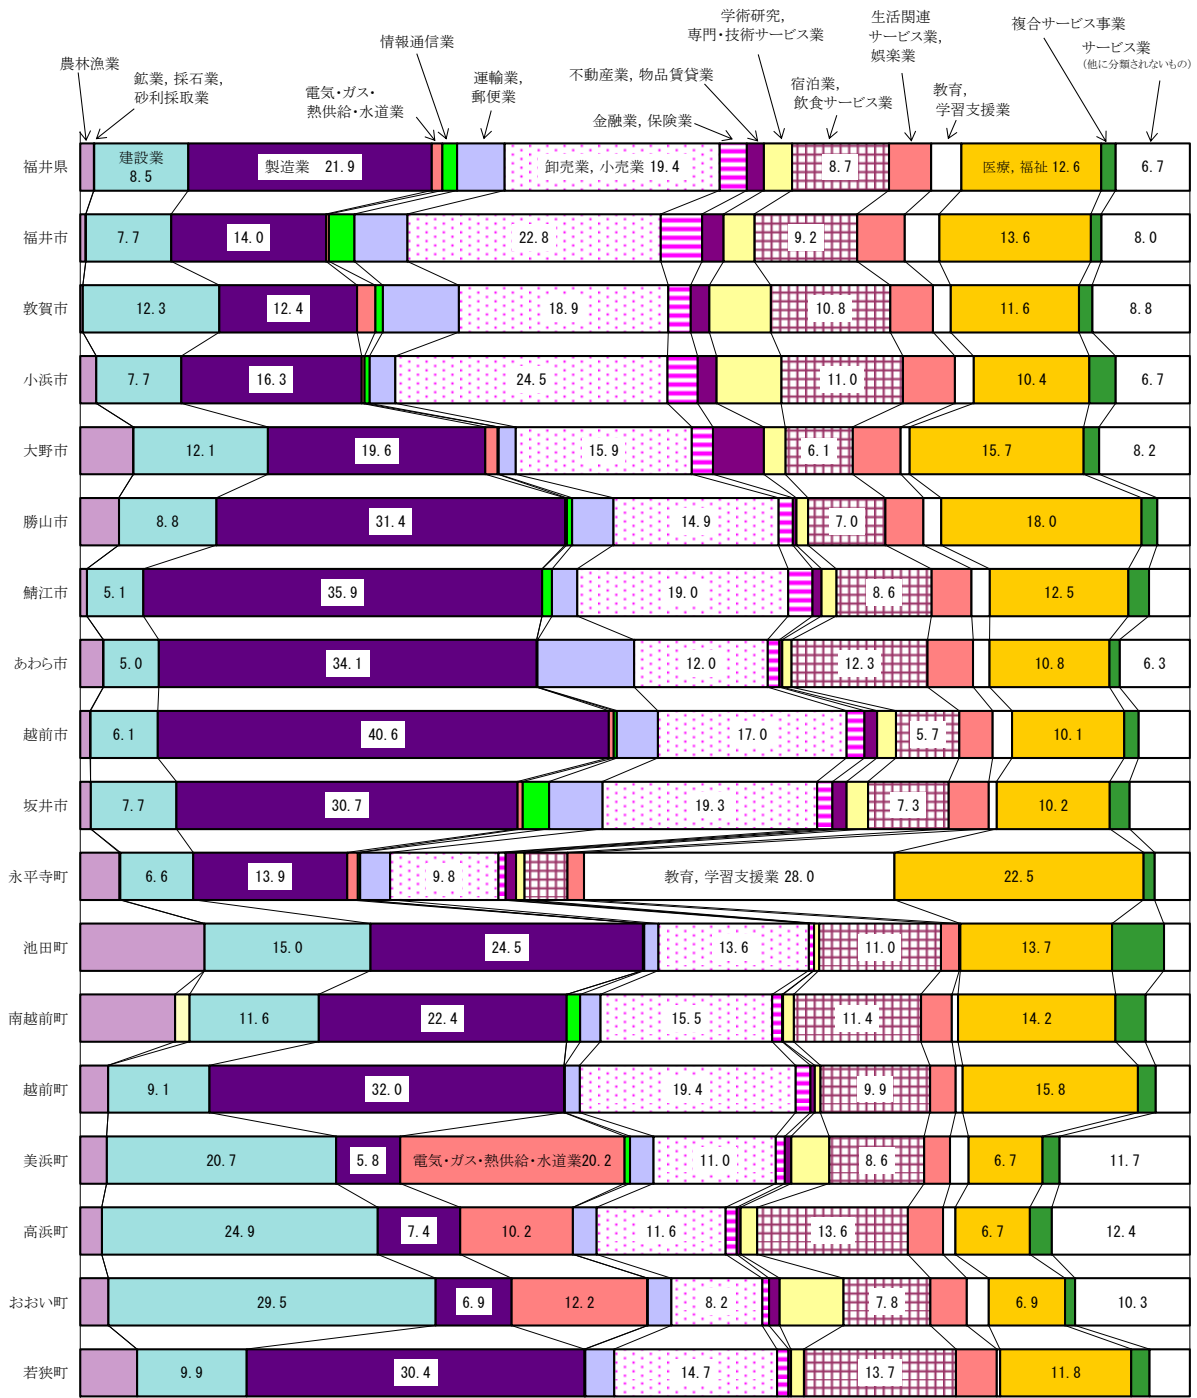 農林漁業
鉱業, 採石業,
砂利採取業
電気・ガス・
熱供給・水道業
情報通信業
運輸業,
郵便業
金融業, 保険業
不動産業, 物品賃貸業
学術研究,
専門・技術サービス業
宿泊業,
飲食サービス業
生活関連
サービス業,
娯楽業
教育,
学習支援業
複合サービス事業
サービス業
(他に分類されないもの)
福井県 建設業 8.5 製造業 21.9 卸売業, 小売業 19.4 8.7 医療, 福祉 12.6 6.7
福井市 7.7 14.0 22.8 9.2 13.6 8.0
敦賀市 12.3 12.4 18.9 10.8 11.6 8.8
小浜市 7.7 16.3 24.5 11.0 10.4 6.7
大野市 12.1 19.6 15.9 6.1 15.7 8.2
勝山市 8.8 31.4 14.9 7.0 18.0
鯖江市 5.1 35.9 19.0 8.6 12.5
あわら市 5.0 34.1 12.0 12.3 10.8 6.3
越前市 6.1 40.6 17.0 5.7 10.1
坂井市 7.7 30.7 19.3 7.3 10.2
永平寺町 6.6 13.9 9.8 教育, 学習支援業 28.0 22.5
池田町 15.0 24.5 13.6 11.0 13.7
南越前町 11.6 22.4 15.5 11.4 14.2
越前町 9.1 32.0 19.4 9.9 15.8
美浜町 20.7 5.8 電気・ガス・熱供給・水道業20.2 11.0 8.6 6.7 11.7
高浜町 24.9 7.4 10.2 11.6 13.6 6.7 12.4
おおい町 29.5 6.9 12.2 8.2 7.8 6.9 10.3
若狭町 9.9 30.4 14.7 13.7 11.8